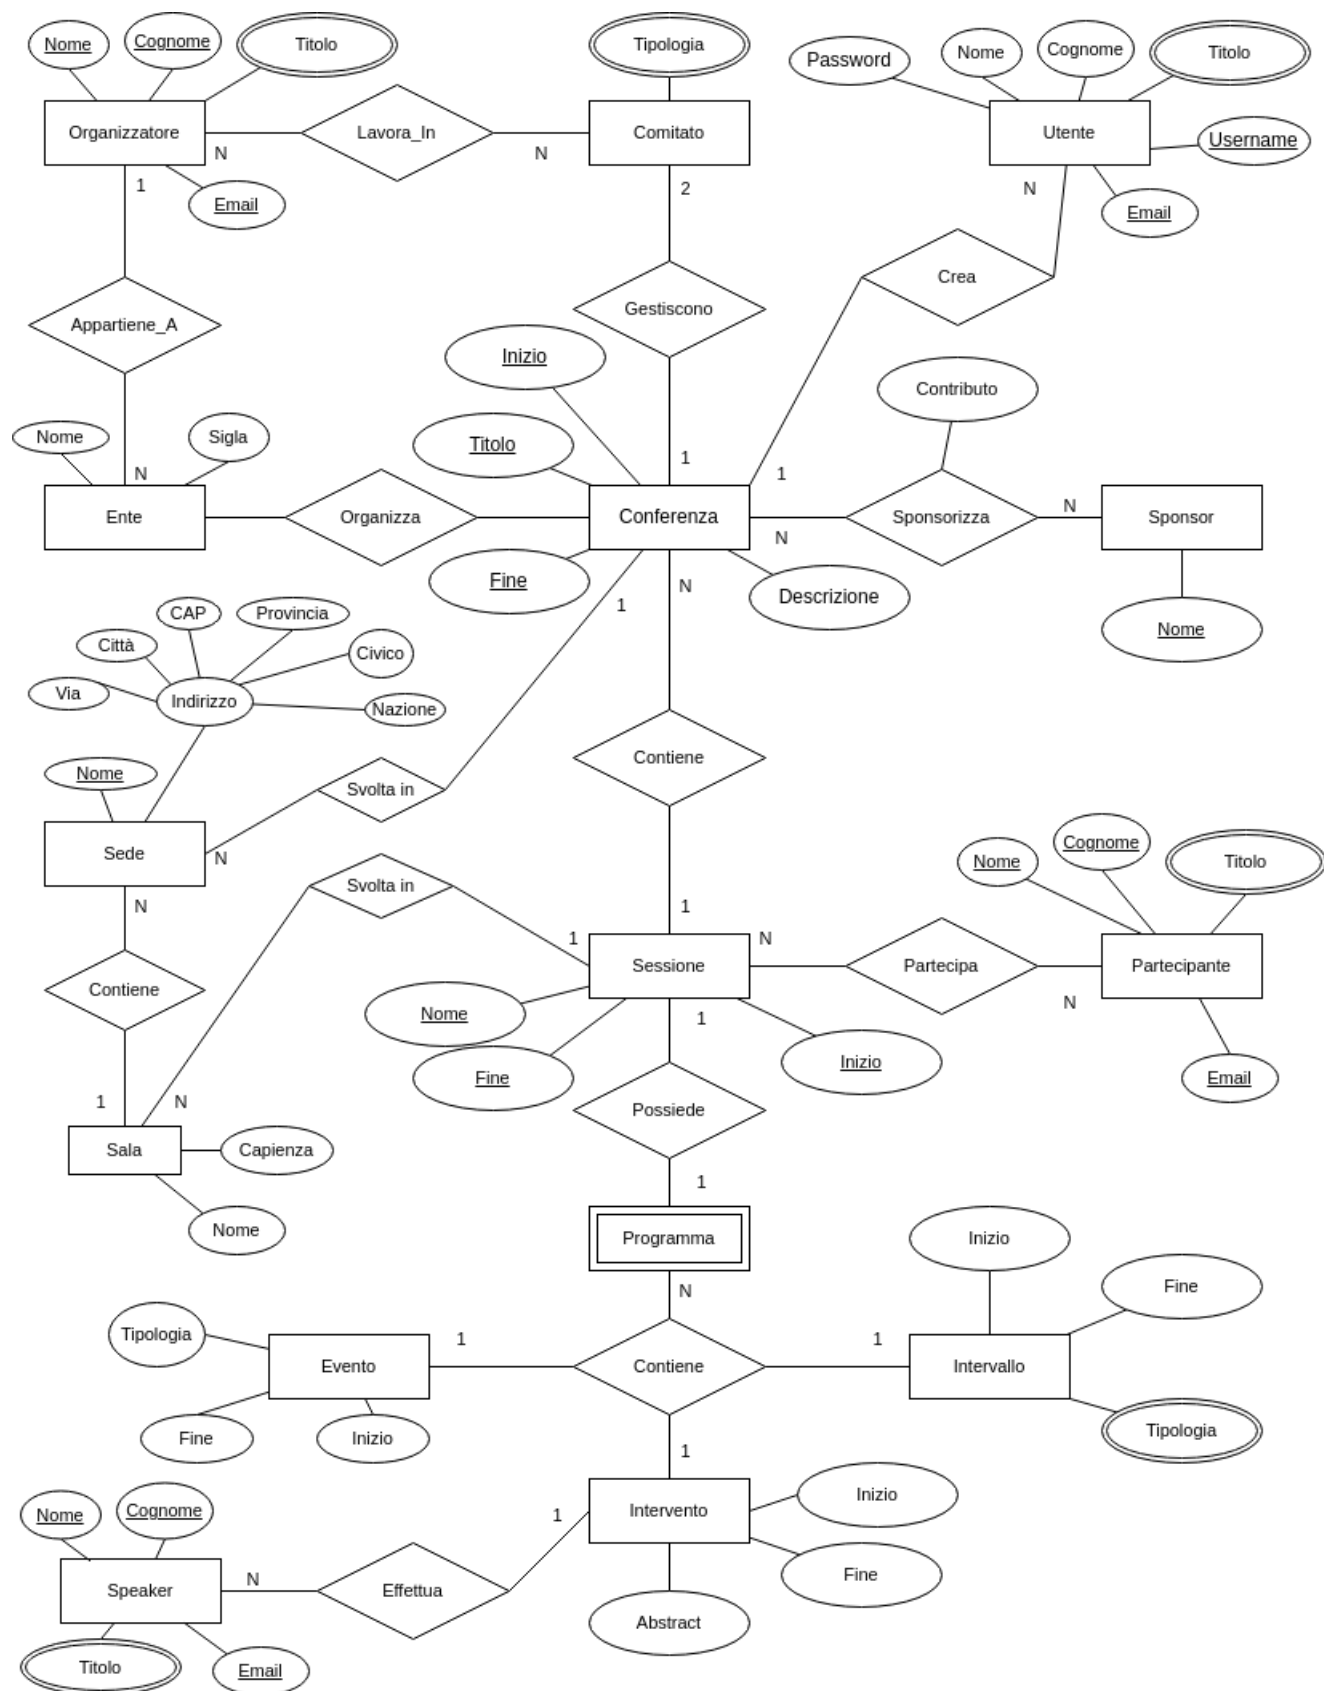 Nome
Cognome
Titolo
Tipologia
Password
Nome
Cognome
Titolo
Organizzatore
Lavora_In
Comitato
Utente
Username
N
N
1
2
N
Email
Email
Crea
Appartiene_A
Gestiscono
Inizio
Contributo
Nome
Sigla
Titolo
N
1
1
Ente
Organizza
Conferenza
Sponsorizza
N
Sponsor
N
Fine
N
Descrizione
1
CAP
Provincia
Nome
Città
Civico
Via
Indirizzo
Nazione
Contiene
Nome
Svolta in
Sede
N
Cognome
Nome
Titolo
Svolta in
N
1
1
N
Sessione
Partecipa
Partecipante
Contiene
N
Nome
1
Inizio
Fine
Email
1
N
Possiede
Sala
Capienza
1
Nome
Programma
Inizio
N
Fine
Tipologia
1
1
Evento
Contiene
Intervallo
Fine
Inizio
Tipologia
1
Nome
Cognome
1
Intervento
Inizio
Speaker
N
Effettua
Fine
Abstract
Titolo
Email